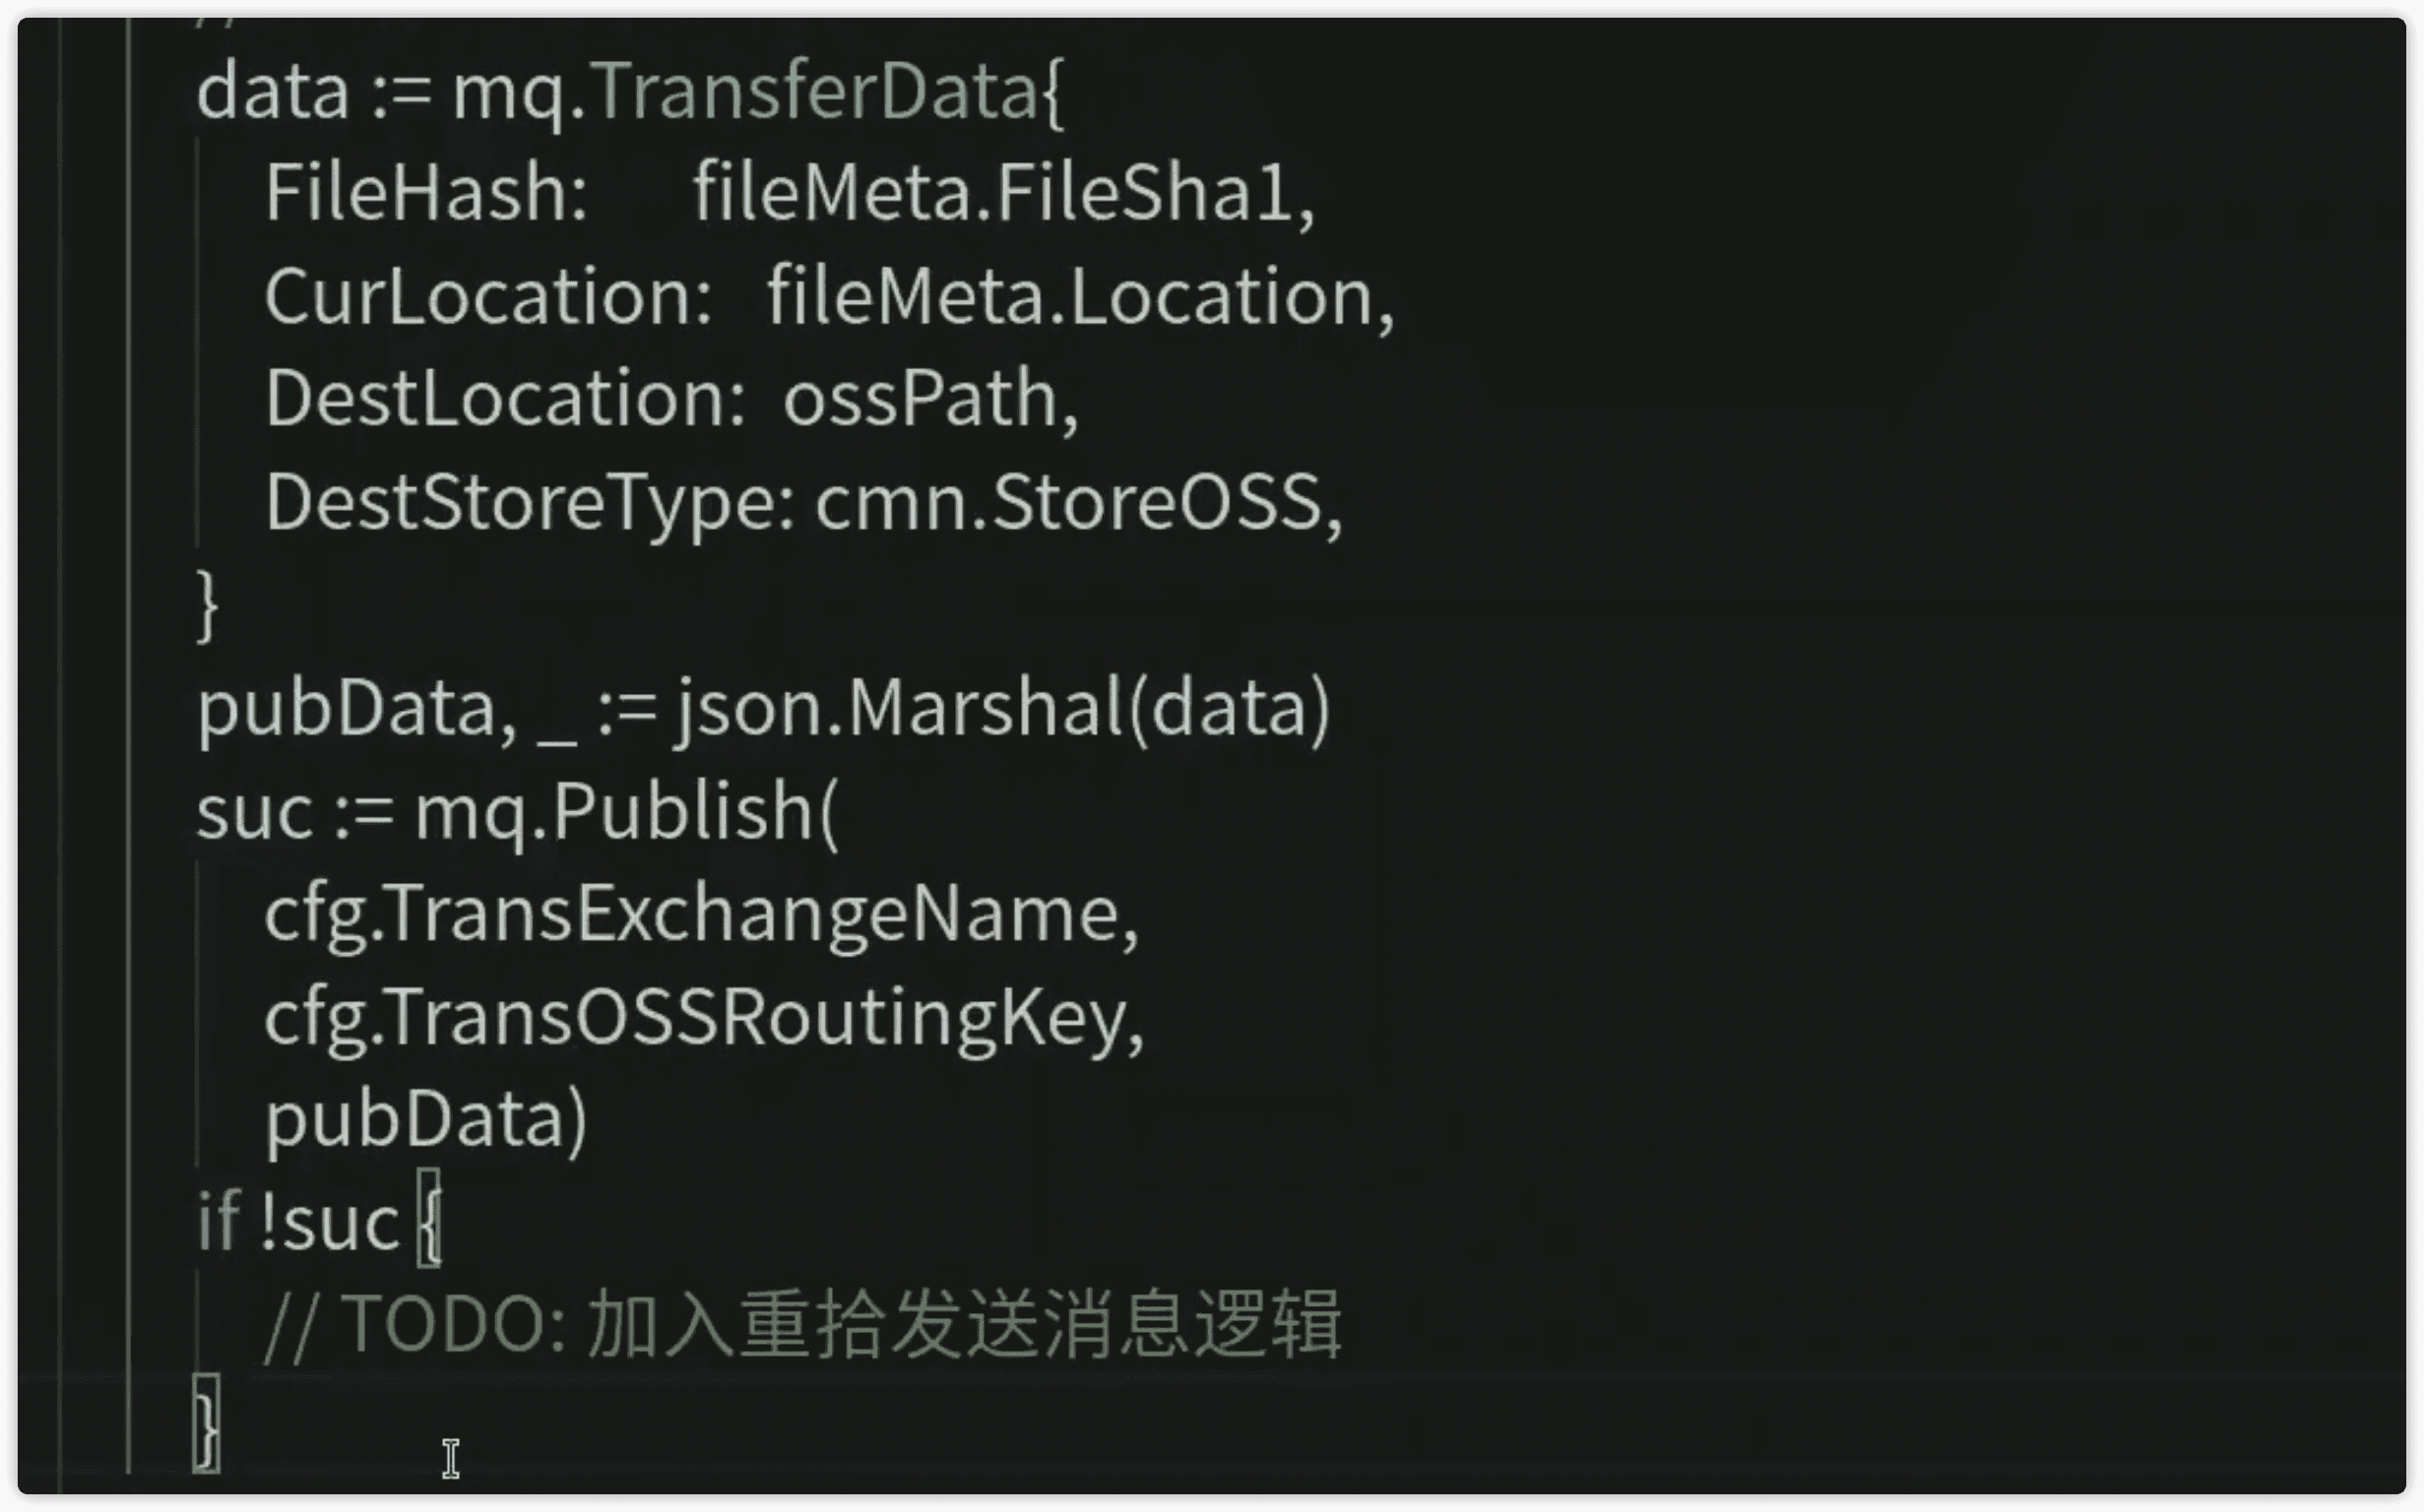 //
data := mq.TransferData{
FileHash: fileMeta.FileSha1,
CurLocation: fileMeta.Location,
DestLocation: ossPath,
DestStoreType: cmn.StoreOSS,
}
pubData, _ := json.Marshal(data)
suc := mq.Publish(
cfg.TransExchangeName,
cfg.TransOSSRoutingKey,
pubData)
if !suc {
// TODO: 加入重拾发送消息逻辑
}